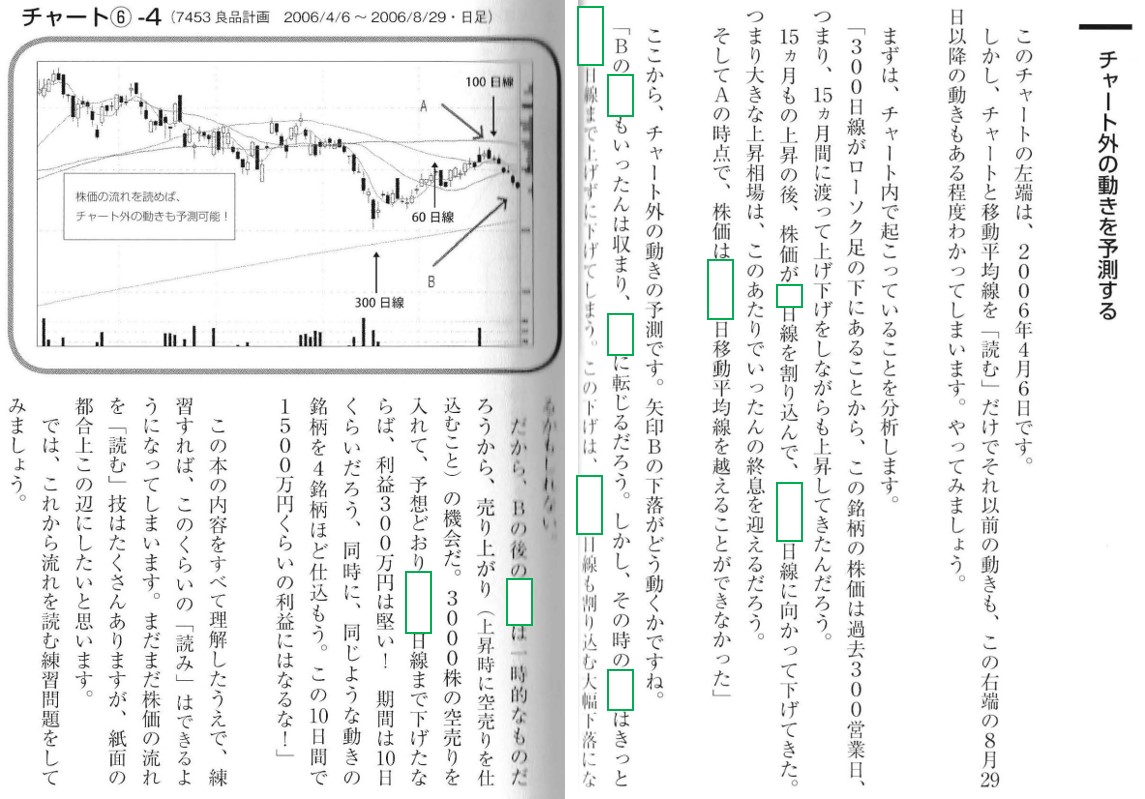 チャート外の動きを予測する
このチャートの左端は、2006年4月6日です。
しかし、チャートと移動平均線を「読む」だけでそれ以前の動きも、この右端の8月29
日以降の動きもある程度わかってしまいます。やってみましょう。
まずは、チャート内で起こっていることを分析します。
「300日線がローソク足の下にあることから、この銘柄の株価は過去300営業日、
つまり、15ヵ月間に渡って上げ下げをしながらも上昇してきたんだろう。
15ヵ月もの上昇の後、株価が 日線を割り込んで、 日線に向かって下げてきた。
つまり大きな上昇相場は、このあたりでいったんの終息を迎えるだろう。
そしてAの時点で、株価は 日移動平均線を越えることができなかった」
ここから、チャート外の動きの予測です。矢印Bの下落がどう動くかですね。
「Bの もいったんは収まり、 に転じるだろう。しかし、その時の はきっと
日線まで上げずに下げてしまう。この下げは、 日線も割り込む大幅下落にな
チャート⑥-4(7453 良品計画 2006/4/6~2006/8/29・日足)
100日線
A
株価の流れを読めば、
チャート外の動きも予測可能!
60日線
B
300日線
るかもしれない。
だから、Bの後の は一時的なものだ
ろうから、売り上がり(上昇時に空売りを仕
込むこと)の機会だ。3000株の空売りを
入れて、予想どおり 日線まで下げたな
らば、利益300万円は堅い! 期間は10日
くらいだろう、同時に、同じような動きの
銘柄を4銘柄ほど仕込もう。この10日間で
1500万円くらいの利益にはなるな!」
この本の内容をすべて理解したうえで、練
習すれば、このくらいの「読み」はできるよ
うになってしまいます。まだまだ株価の流れ
を「読む」技はたくさんありますが、紙面の
都合上この辺にしたいと思います。
では、これから流れを読む練習問題をして
みましょう。